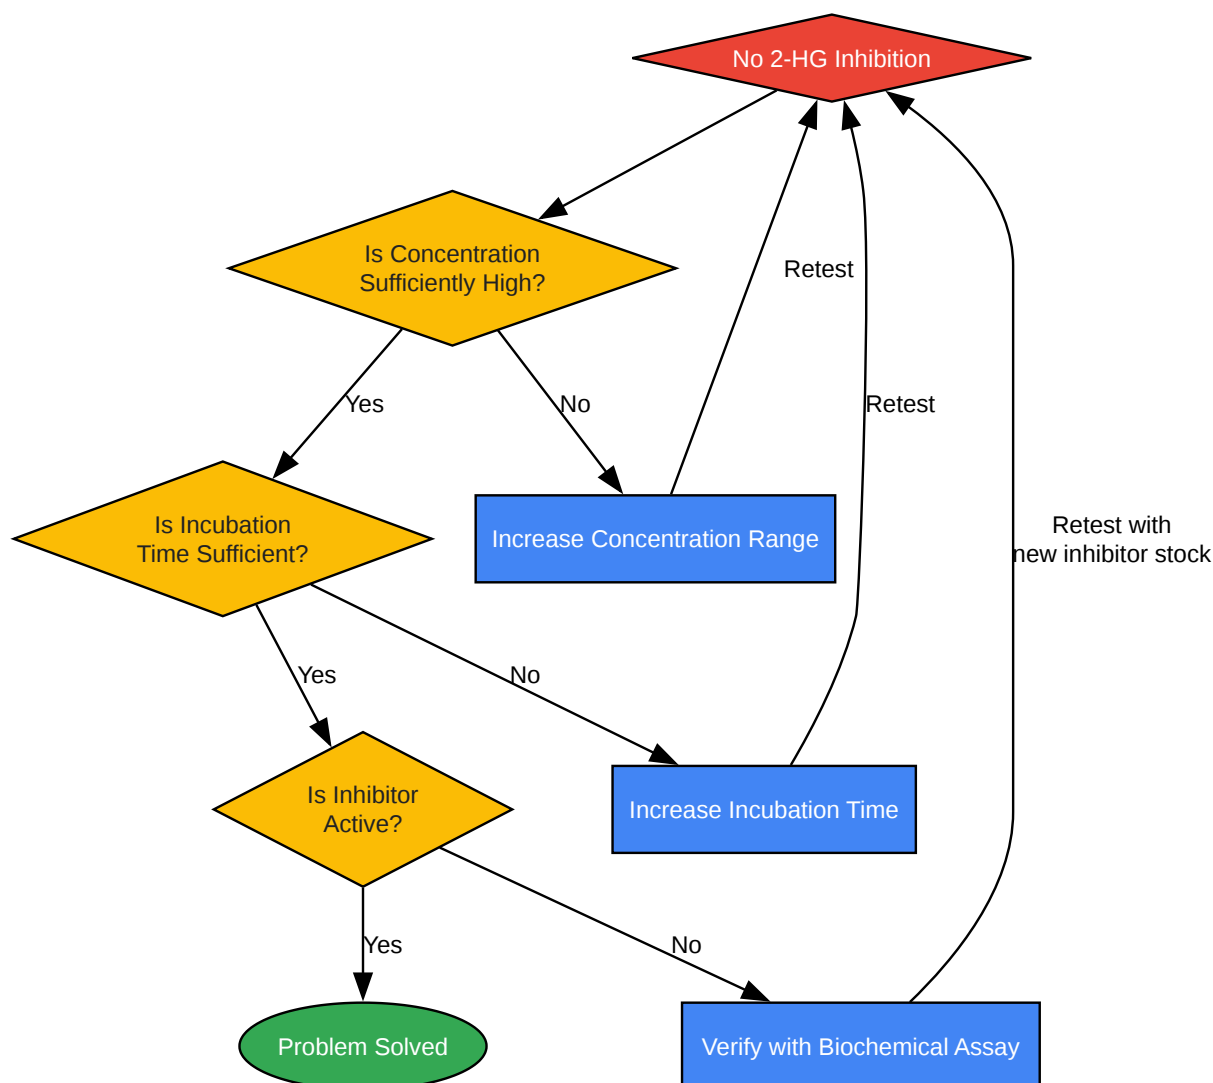 No 2-HG Inhibition
Is Concentration
Sufficiently High?
Retest
Yes
No
Retest
Is Incubation
Time Sufficient?
Increase Concentration Range
Retest with
new inhibitor stock
Yes
No
Is Inhibitor
Active?
Increase Incubation Time
Yes
No
Problem Solved
Verify with Biochemical Assay